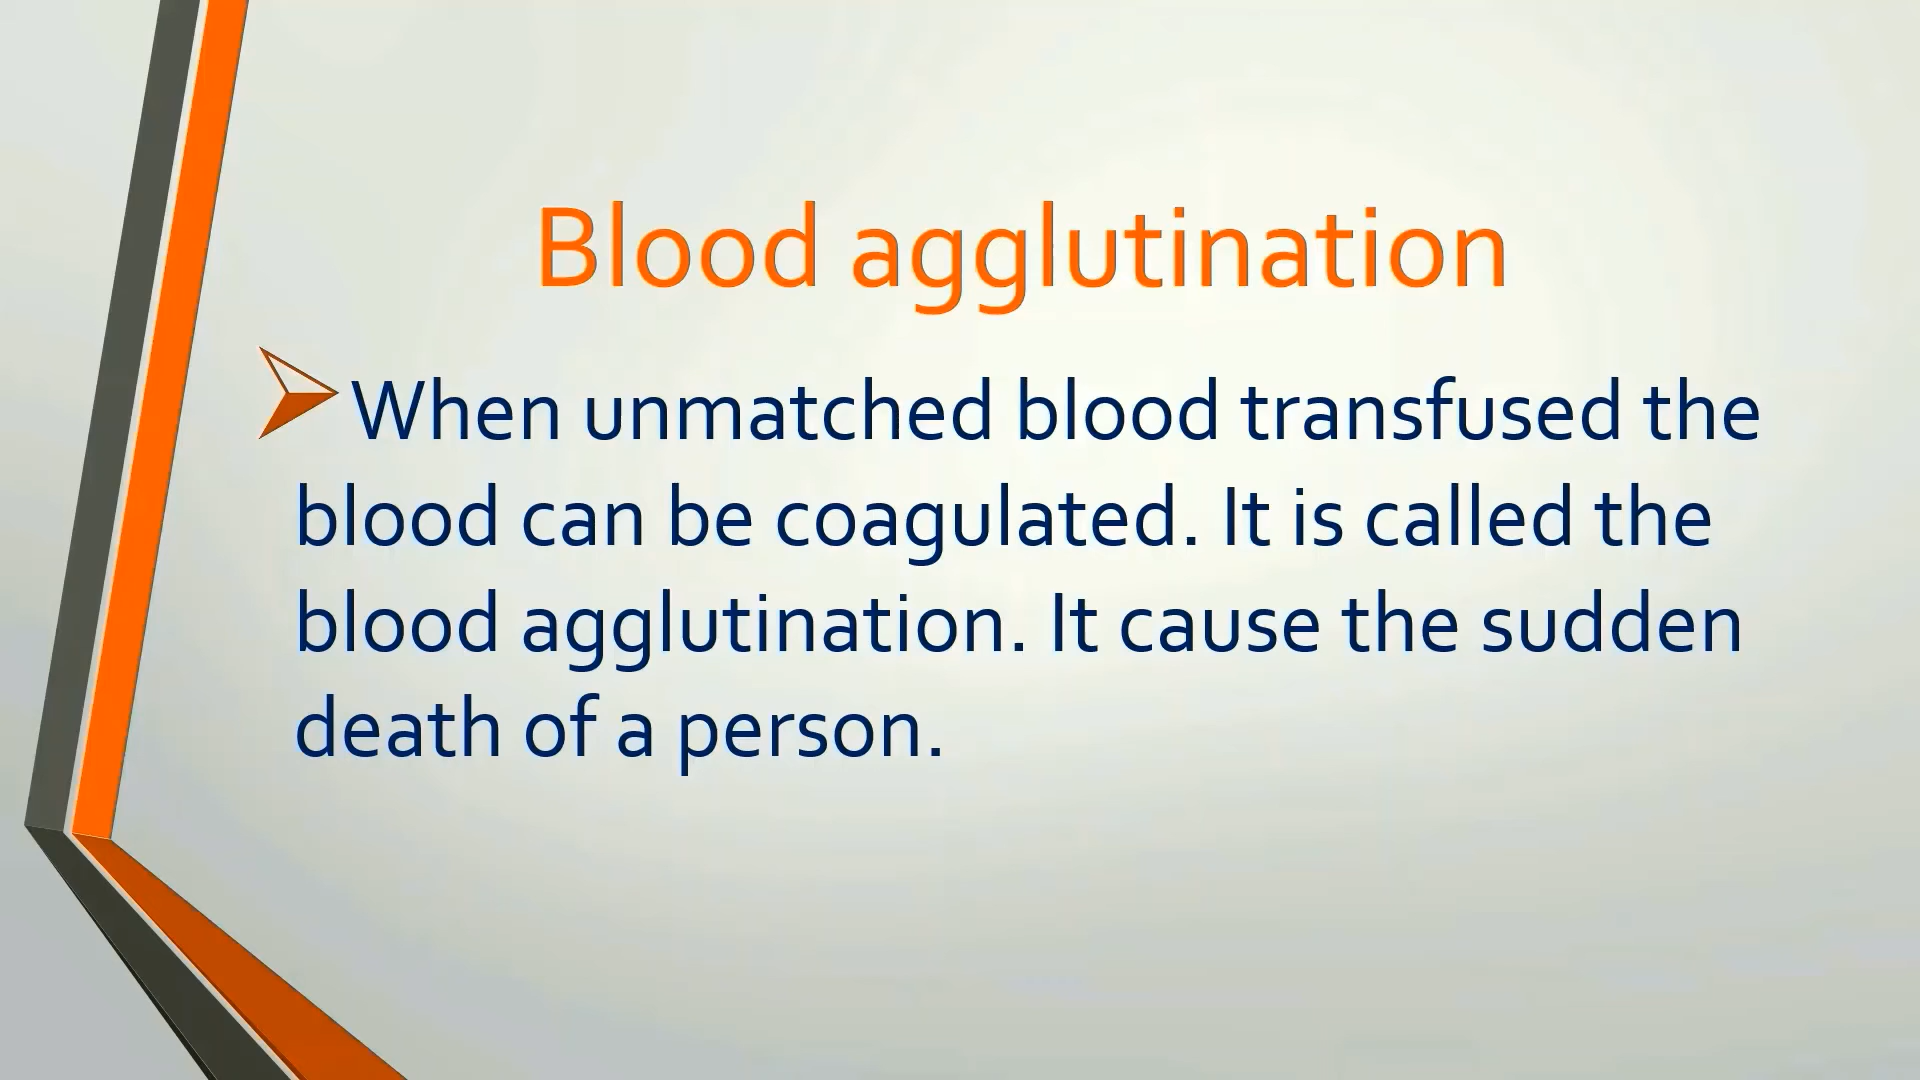 Blood agglutination
When unmatched blood transfused the
blood can be coagulated. It is called the
blood agglutination. It cause the sudden
death of a person.